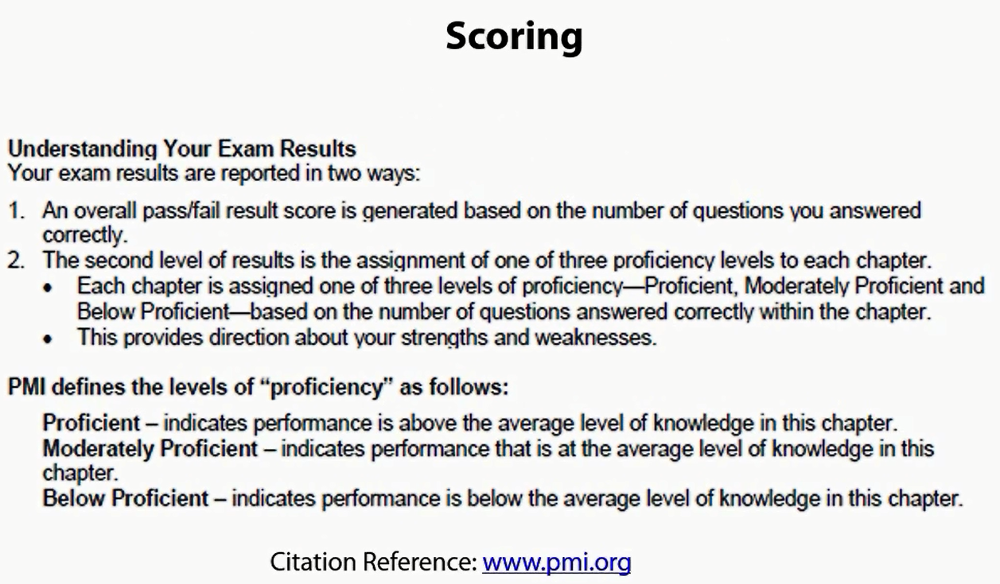 Scoring
Understanding Your Exam Results
Your exam results are reported in two ways:
1. An overall pass/fail result score is generated based on the number of questions you answered
correctly.
2. The second level of results is the assignment of one of three proficiency levels to each chapter.
• Each chapter is assigned one of three levels of proficiency—Proficient, Moderately Proficient and
Below Proficient—based on the number of questions answered correctly within the chapter.
• This provides direction about your strengths and weaknesses.
PMI defines the levels of “proficiency” as follows:
Proficient – indicates performance is above the average level of knowledge in this chapter.
Moderately Proficient – indicates performance that is at the average level of knowledge in this
chapter.
Below Proficient – indicates performance is below the average level of knowledge in this chapter.
Citation Reference: www.pmi.org